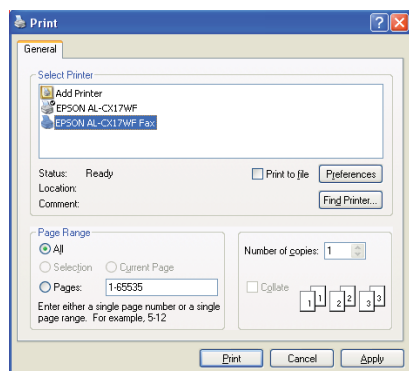 Print
General
Select Printer
Add Printer
EPSON AL-CX17WF
EPSON AL-CX17WF Fax
Status: Ready
Print to file
Preferences
Location:
Comment:
Find Printer...
Page Range
All
Selection
Current Page
Pages:
1-65535
Enter either a single page number or a single
page range. For example, 5-12
Number of copies:
1
Collate
1 1 2 2 3 3
Print
Cancel
Apply